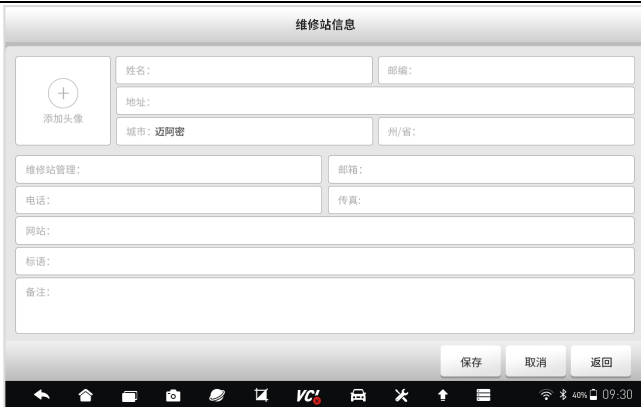 维修站信息
姓名： 邮编：
添加头像
地址：
城市：迈阿密 州/省：
维修站管理： 邮箱：
电话： 传真:
网站：
标语：
备注：
保存 取消 返回
VCI 40% 09:30